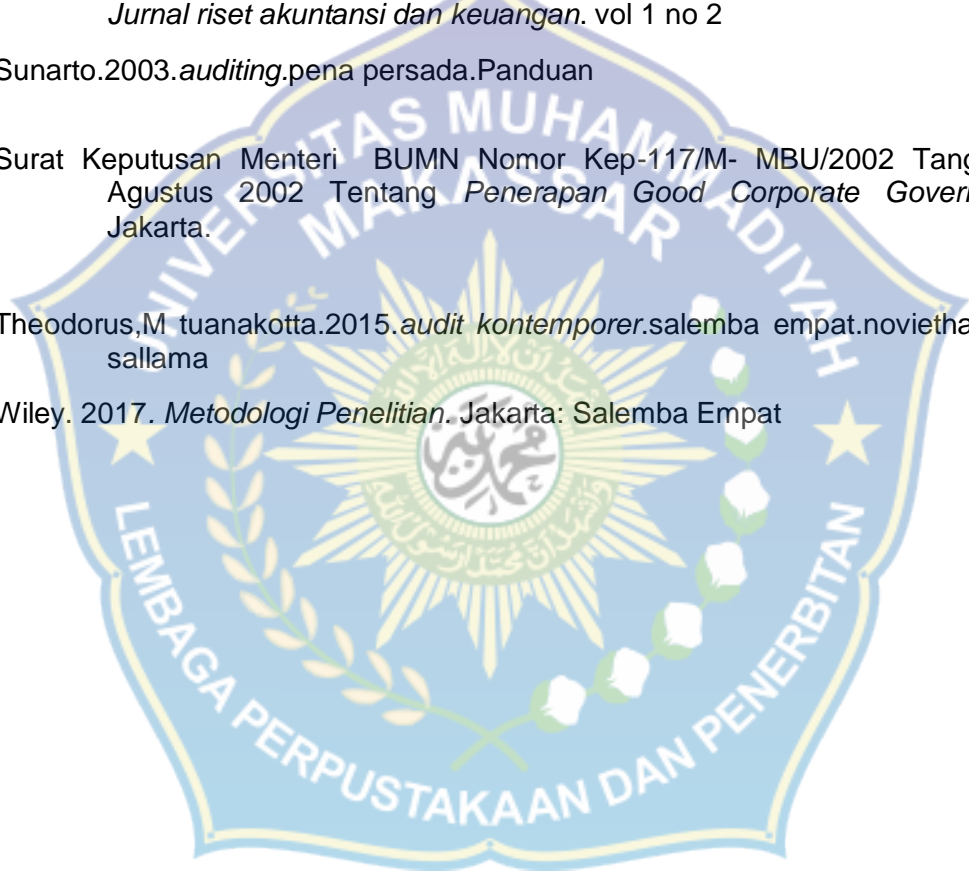 Jurnal riset akuntansi dan keuangan. vol 1 no 2
Sunarto.2003.auditing.pena persada.Panduan
Surat Keputusan Menteri BUMN Nomor Kep-117/M- MBU/2002 Tang
Agustus 2002 Tentang Penerapan Good Corporate Govern
Jakarta.
Theodorus,M tuanakotta.2015.audit kontemporer.salemba empat.novietha
sallama
Wiley. 2017. Metodologi Penelitian. Jakarta: Salemba Empat
UNIVERSITAS MUHAMMADIYAH
MAKASSAR
محمد
LEMBAGA PERPUSTAKAAN DAN PENERBITAN